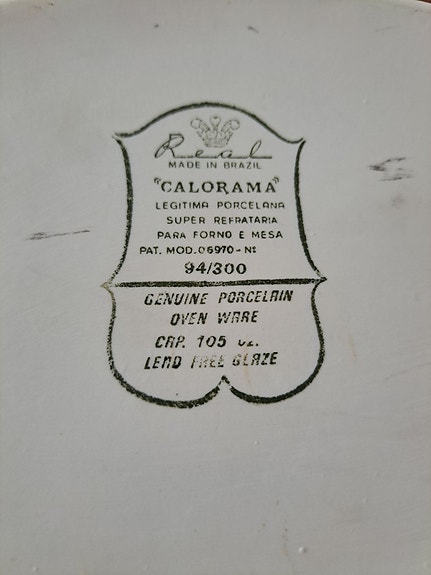 Real
MADE IN BRAZIL
"CALORAMA"
LEGITIMA PORCELANA
SUPER REFRATARIA
PARA FORNO E MESA
PAT. MOD.06970-Nº
94/300
GENUINE PORCELAIN
OVEN WARE
CAP. 105 oz.
LEAD FREE GLAZE